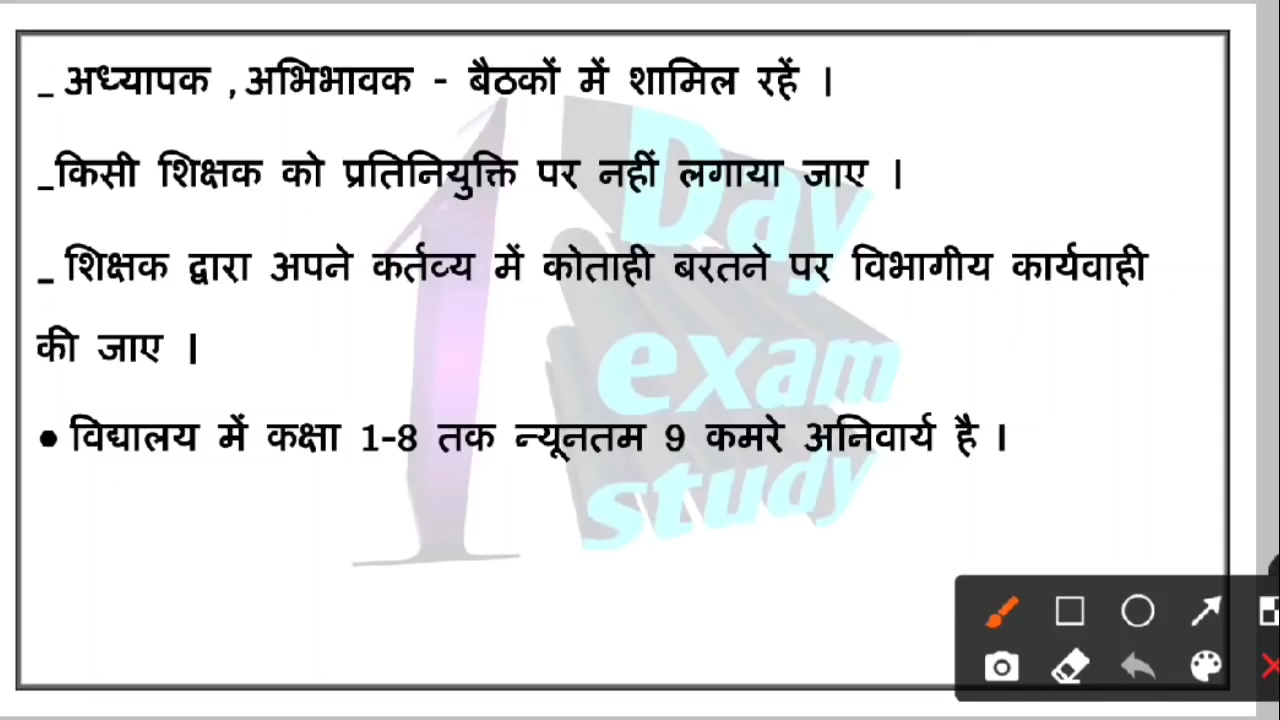 _ अध्यापक , अभिभावक - बैठकों में शामिल रहें ।
_किसी शिक्षक को प्रतिनियुक्ति पर नहीं लगाया जाए ।
_ शिक्षक द्वारा अपने कर्तव्य में कोताही बरतने पर विभागीय कार्यवाही
की जाए ।
● विद्यालय में कक्षा 1-8 तक न्यूनतम 9 कमरे अनिवार्य है ।
1 Day
exam
study